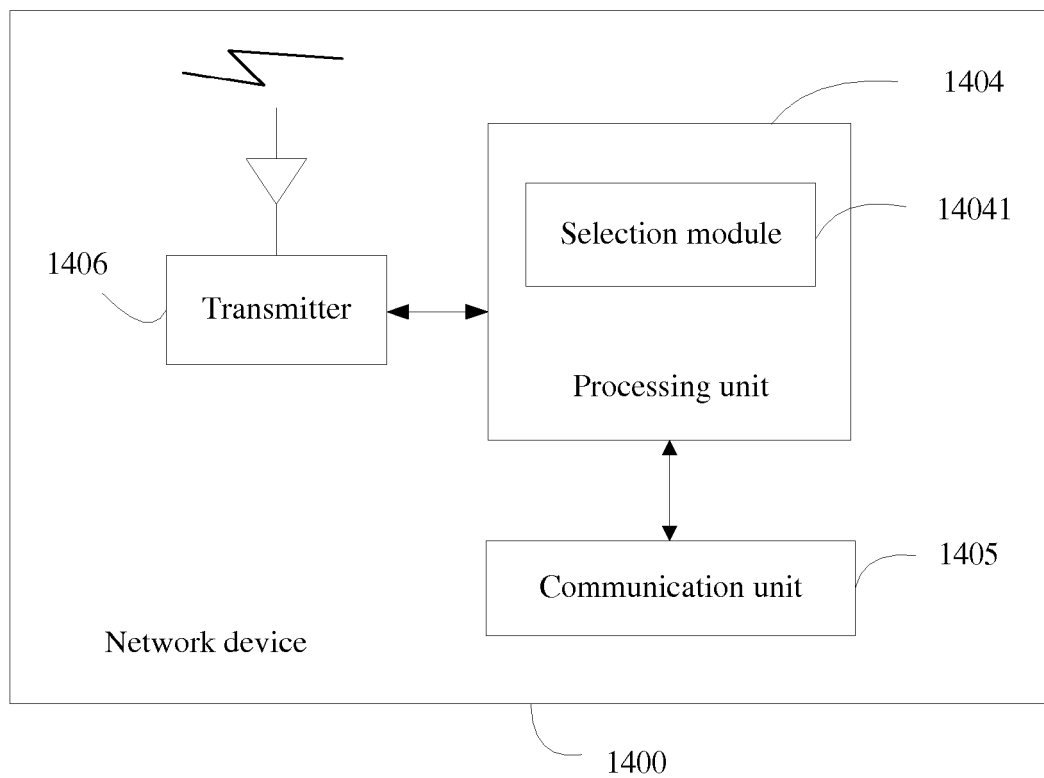 1404
14041
Selection module
1406
Transmitter
Processing unit
1405
Communication unit
Network device
1400